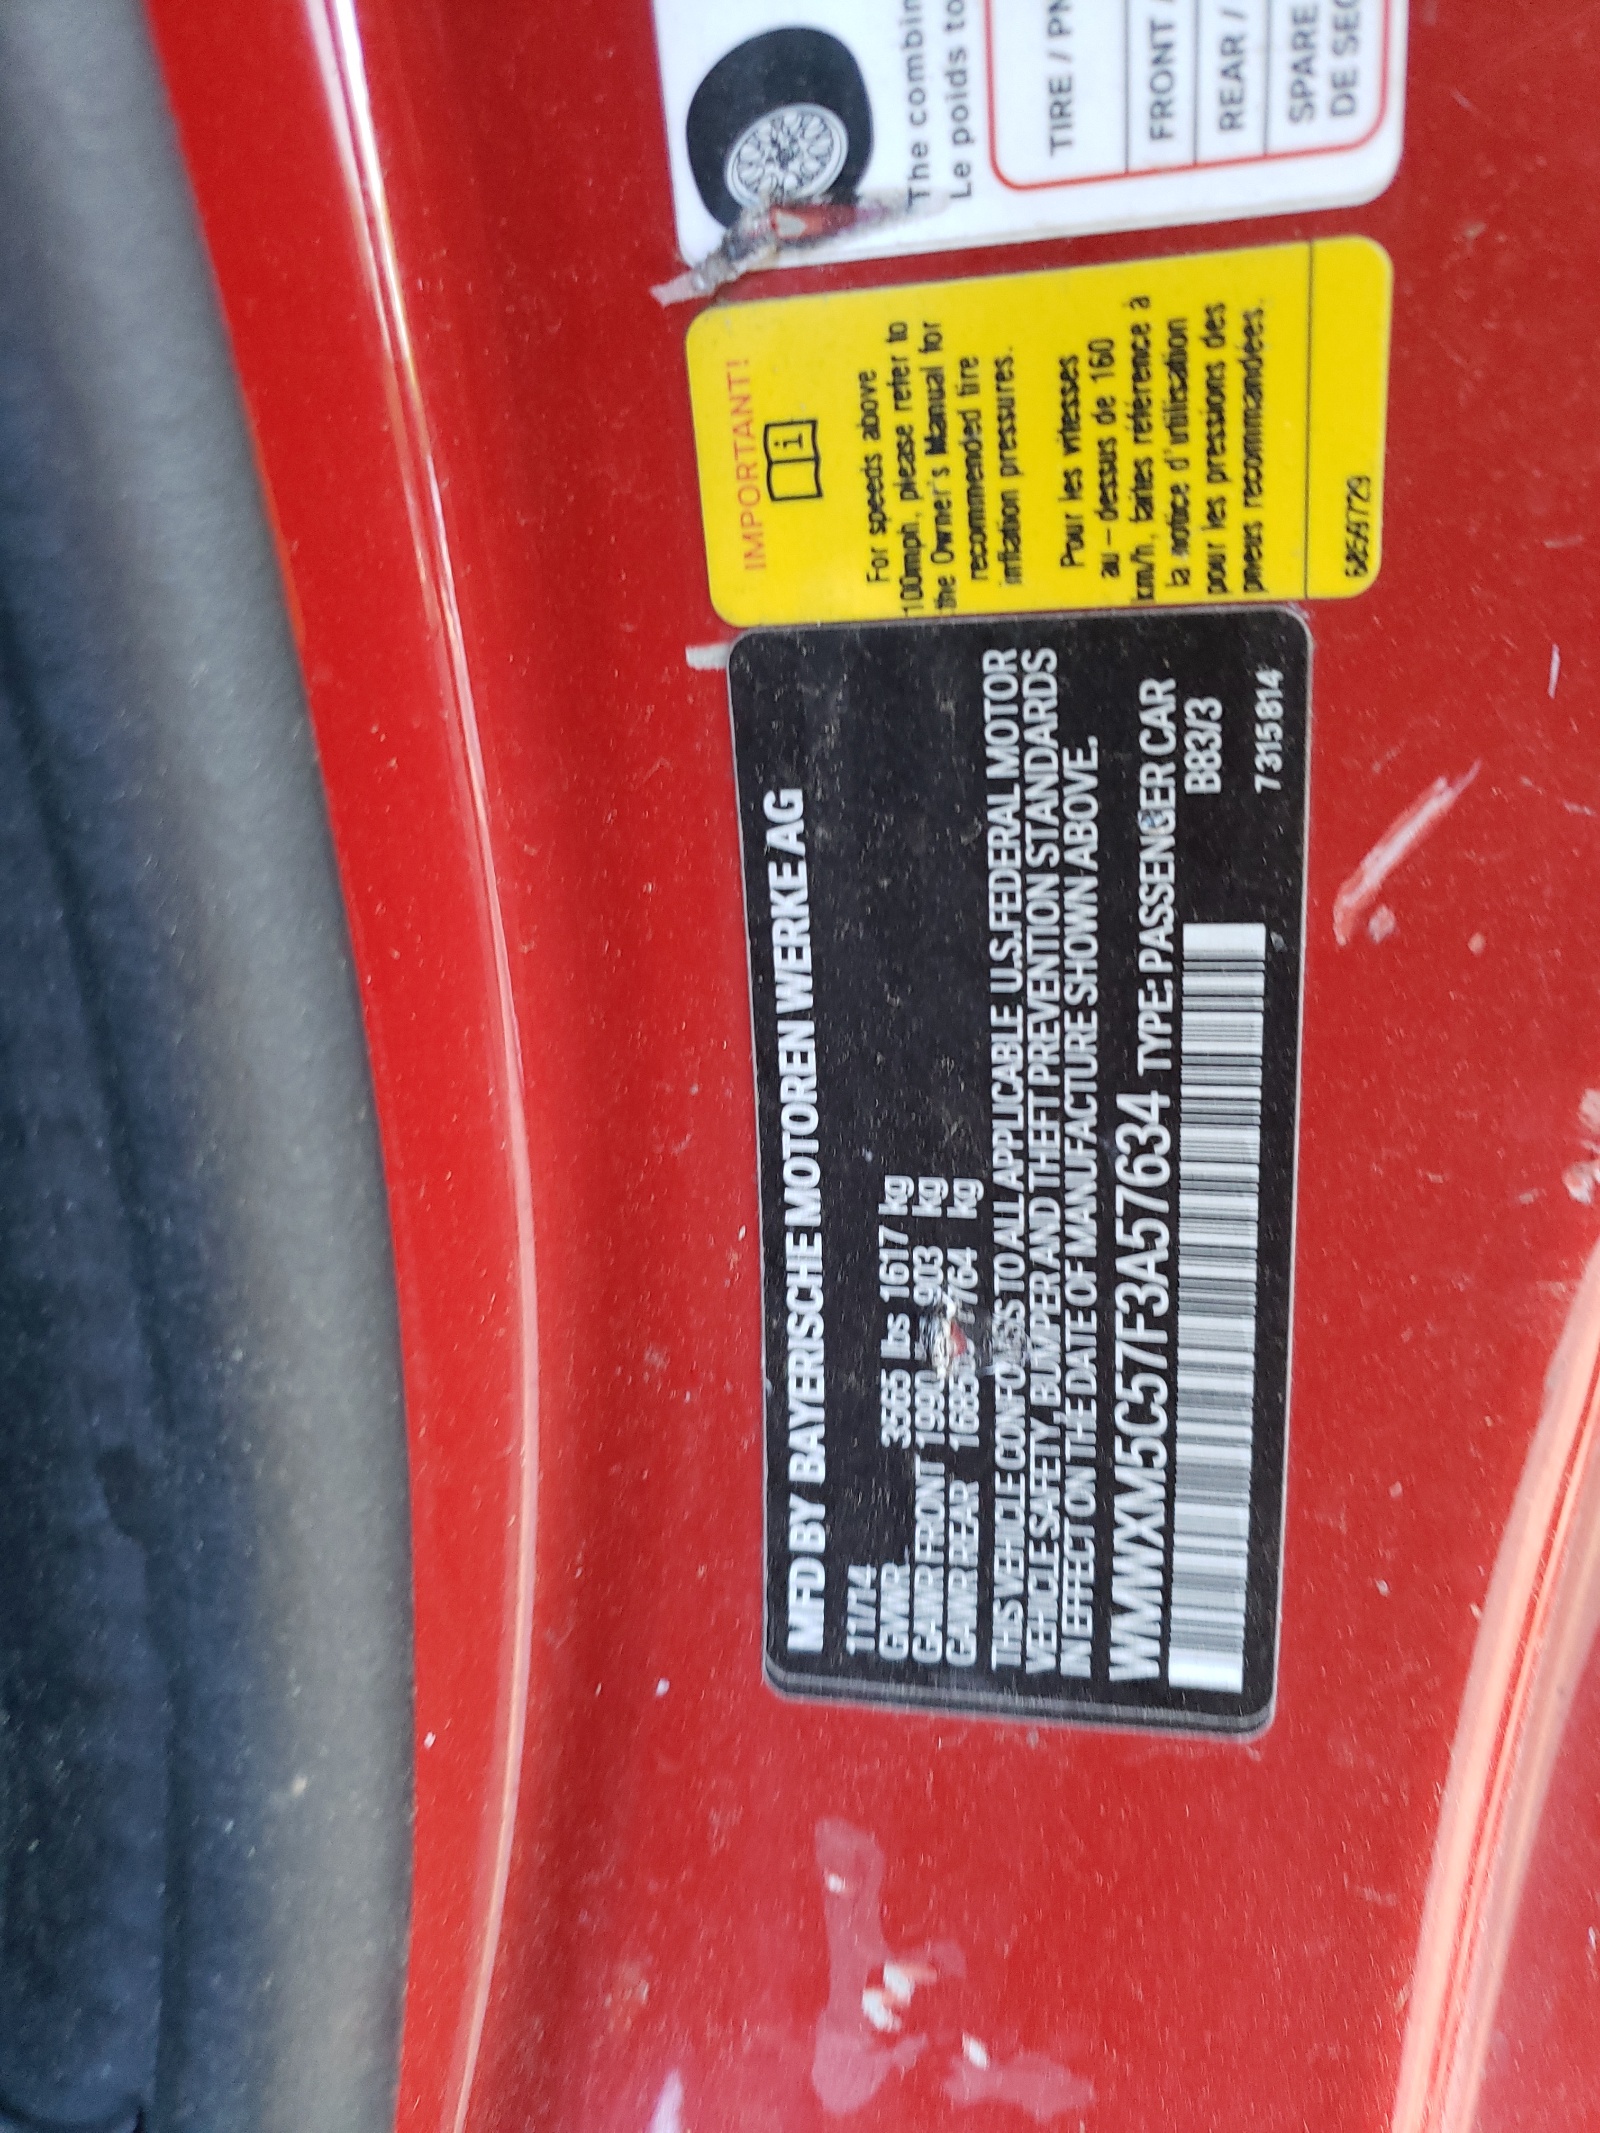 MFD BY BAYERISCHE MOTOREN WERKE AG
11/14
GVWR 3565 lbs 1617 kg
GAWR FRONT 1990 903 kg
GAWR REAR 1685 764 kg
THIS VEHICLE TO ALL APPLICABLE U.S. FEDERAL MOTOR
VEHICLE SAFETY, BUMPER AND THEFT PREVENTION STANDARDS
IN EFFECT ON THE DATE OF MANUFACTURE SHOWN ABOVE.
WMWXM5C57F3A57634 TYPE: PASSENGER CAR
B83/3
7315814
IMPORTANT!
i
For speeds above
100mph, please refer to
the Owner's Manual for
recommended tire
inflation pressures.
Pour les vitesses
au-dessus de 160
km/h, faites référence à
la notice d'utilisation
pour les pressions des
pneus recommandées.
6859729
The combin
Le poids to
TIRE / PN
FRONT /
REAR /
SPARE
DE SEC